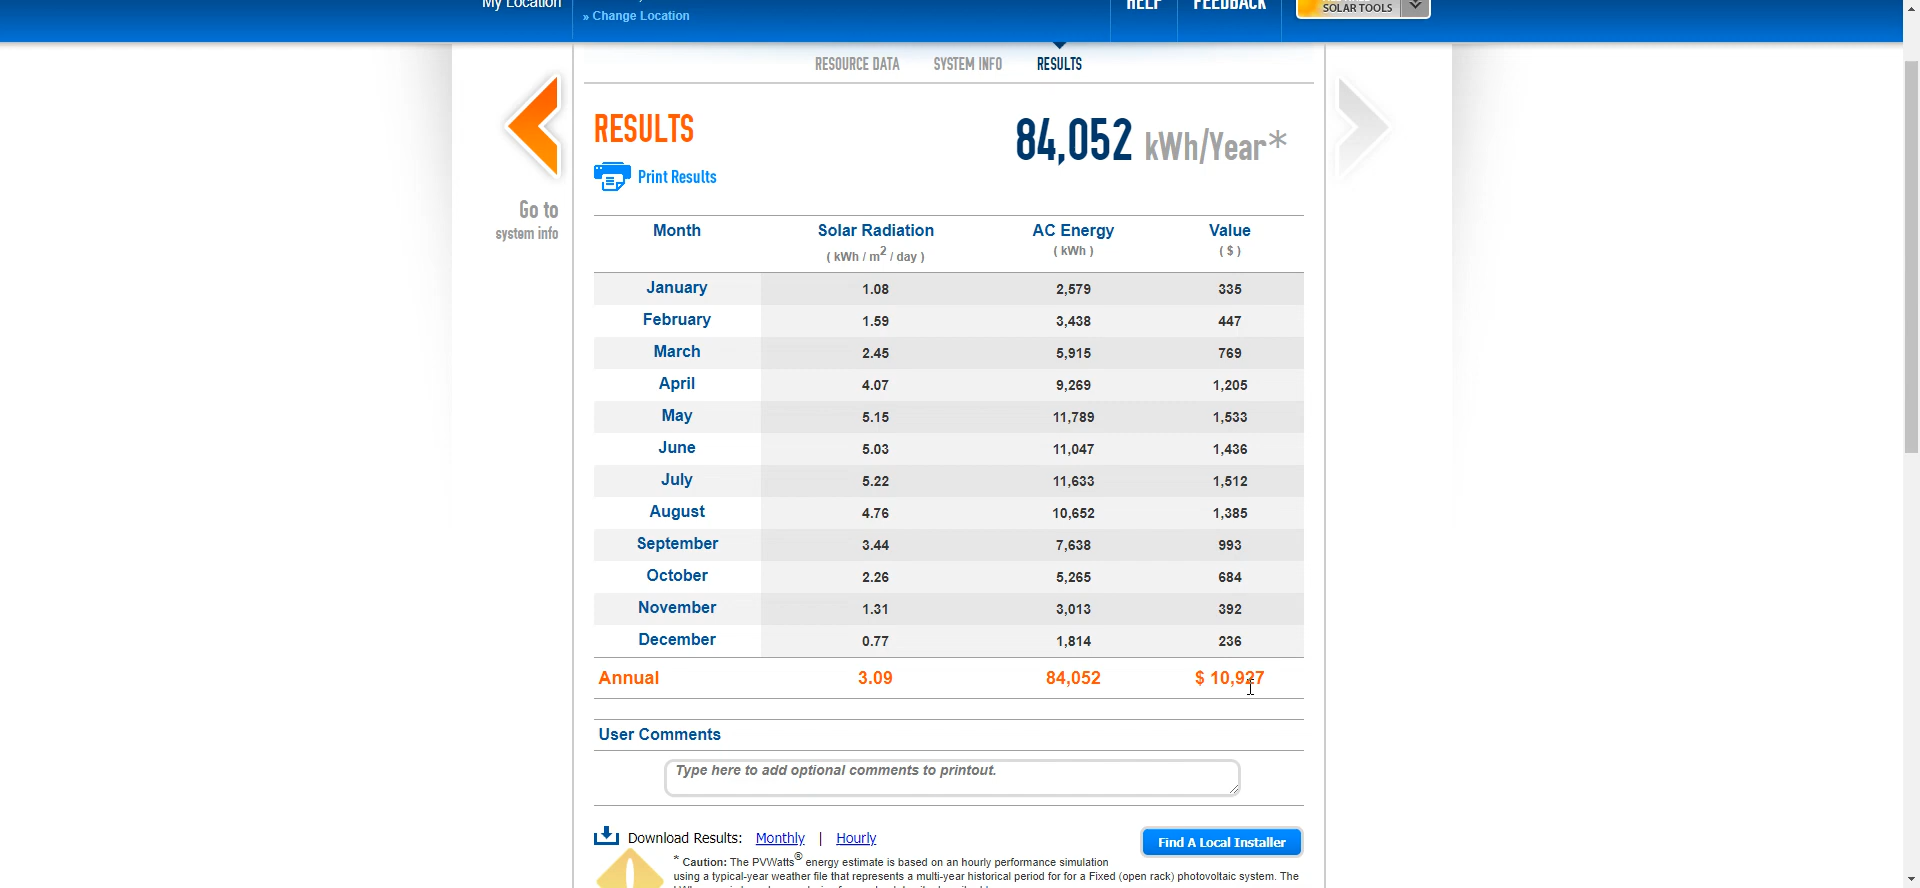 My Location
» Change Location
HELP
FEEDBACK
SOLAR TOOLS
RESOURCE DATA
SYSTEM INFO
RESULTS
RESULTS
84,052 kWh/Year*
Print Results
Go to
system info
Month Solar Radiation AC Energy Value
( kWh / m2 / day ) ( kWh ) ( $ )
January 1.08 2,579 335
February 1.59 3,438 447
March 2.45 5,915 769
April 4.07 9,269 1,205
May 5.15 11,789 1,533
June 5.03 11,047 1,436
July 5.22 11,633 1,512
August 4.76 10,652 1,385
September 3.44 7,638 993
October 2.26 5,265 684
November 1.31 3,013 392
December 0.77 1,814 236
Annual 3.09 84,052 $ 10,927
User Comments
Type here to add optional comments to printout.
Download Results: Monthly | Hourly
Find A Local Installer
* Caution: The PVWatts® energy estimate is based on an hourly performance simulation
using a typical-year weather file that represents a multi-year historical period for for a Fixed (open rack) photovoltaic system. The